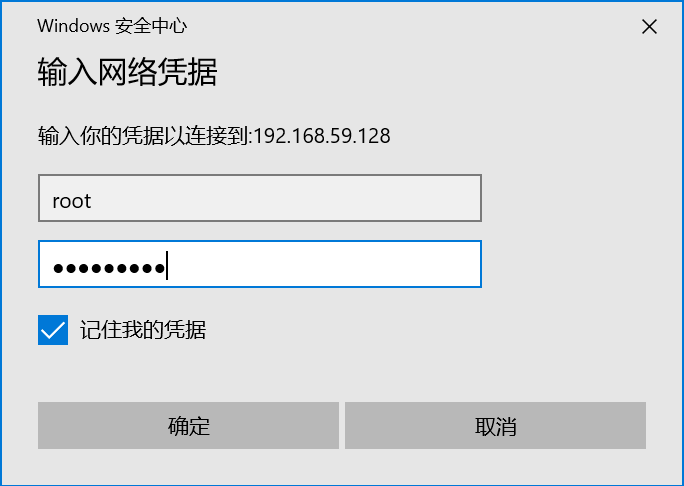 Windows 安全中心
输入网络凭据
输入你的凭据以连接到:192.168.59.128
root
●●●●●●●●●
记住我的凭据
确定
取消